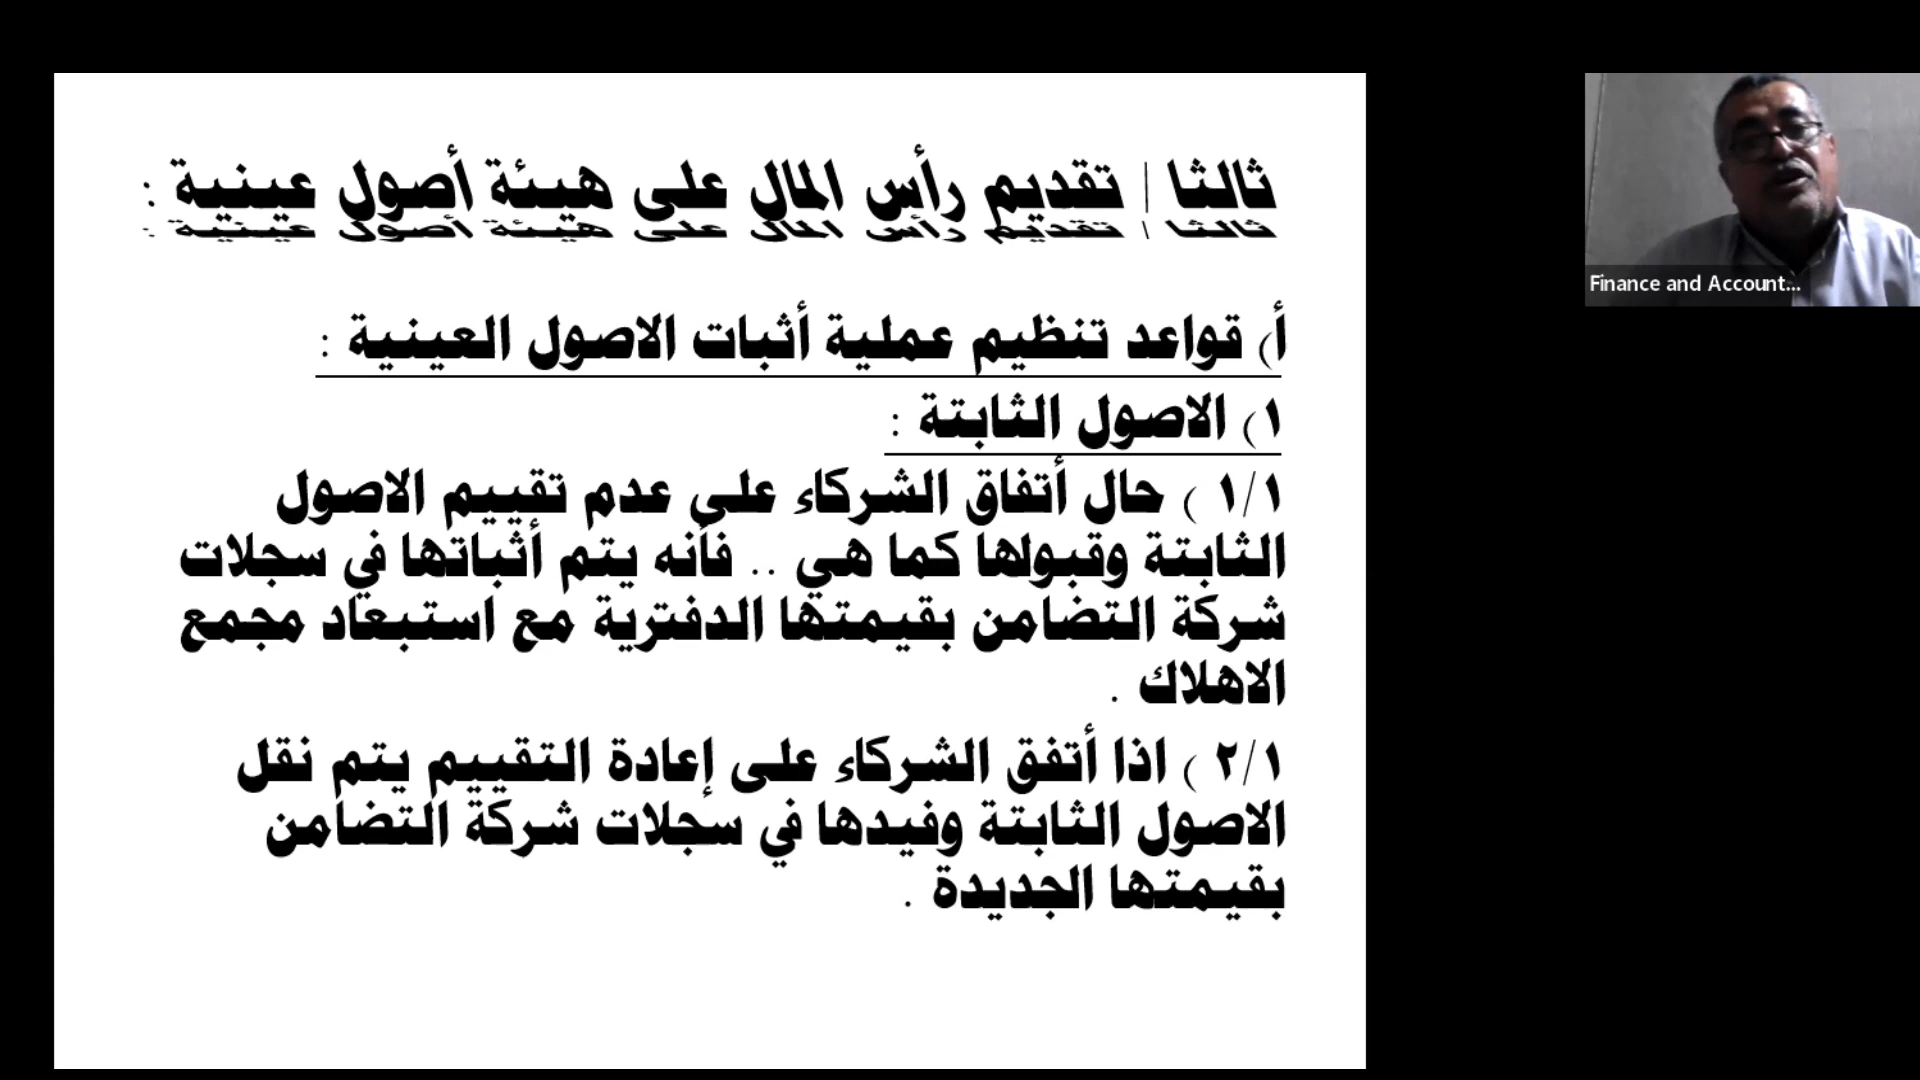 ثالثا / تقديم رأس المال على هيئة أصول عينية :
أ) قواعد تنظيم عملية أثبات الاصول العينية :
١) الاصول الثابتة :
١/١ ) حال أتفاق الشركاء على عدم تقييم الاصول
الثابتة وقبولها كما هي .. فأنه يتم أثباتها في سجلات
شركة التضامن بقيمتها الدفترية مع استبعاد مجمع
الاهلاك .
٢/١ ) اذا أتفق الشركاء على إعادة التقييم يتم نقل
الاصول الثابتة وفيدها في سجلات شركة التضامن
بقيمتها الجديدة .
Finance and Account...